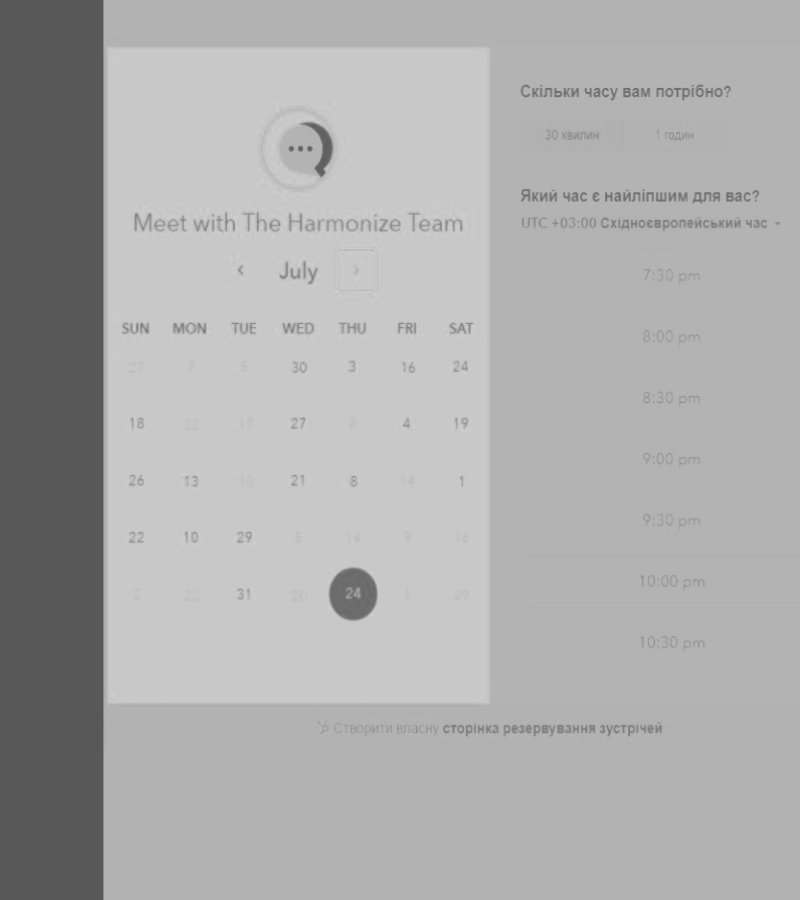 Meet with The Harmonize Team
July
SUN MON TUE WED THU FRI SAT
27 30 3 16 24
18 22 17 27 4 19
26 13 10 21 8 14 1
22 10 29 5 14 9 16
2 22 31 20 24 1 29
Скільки часу вам потрібно?
30 хвилин 1 годин
Який час є найліпшим для вас?
UTC +03:00 Східноєвропейський час
7:30 pm
8:00 pm
8:30 pm
9:00 pm
9:30 pm
10:00 pm
10:30 pm
Створити власну сторінка резервування зустрічей